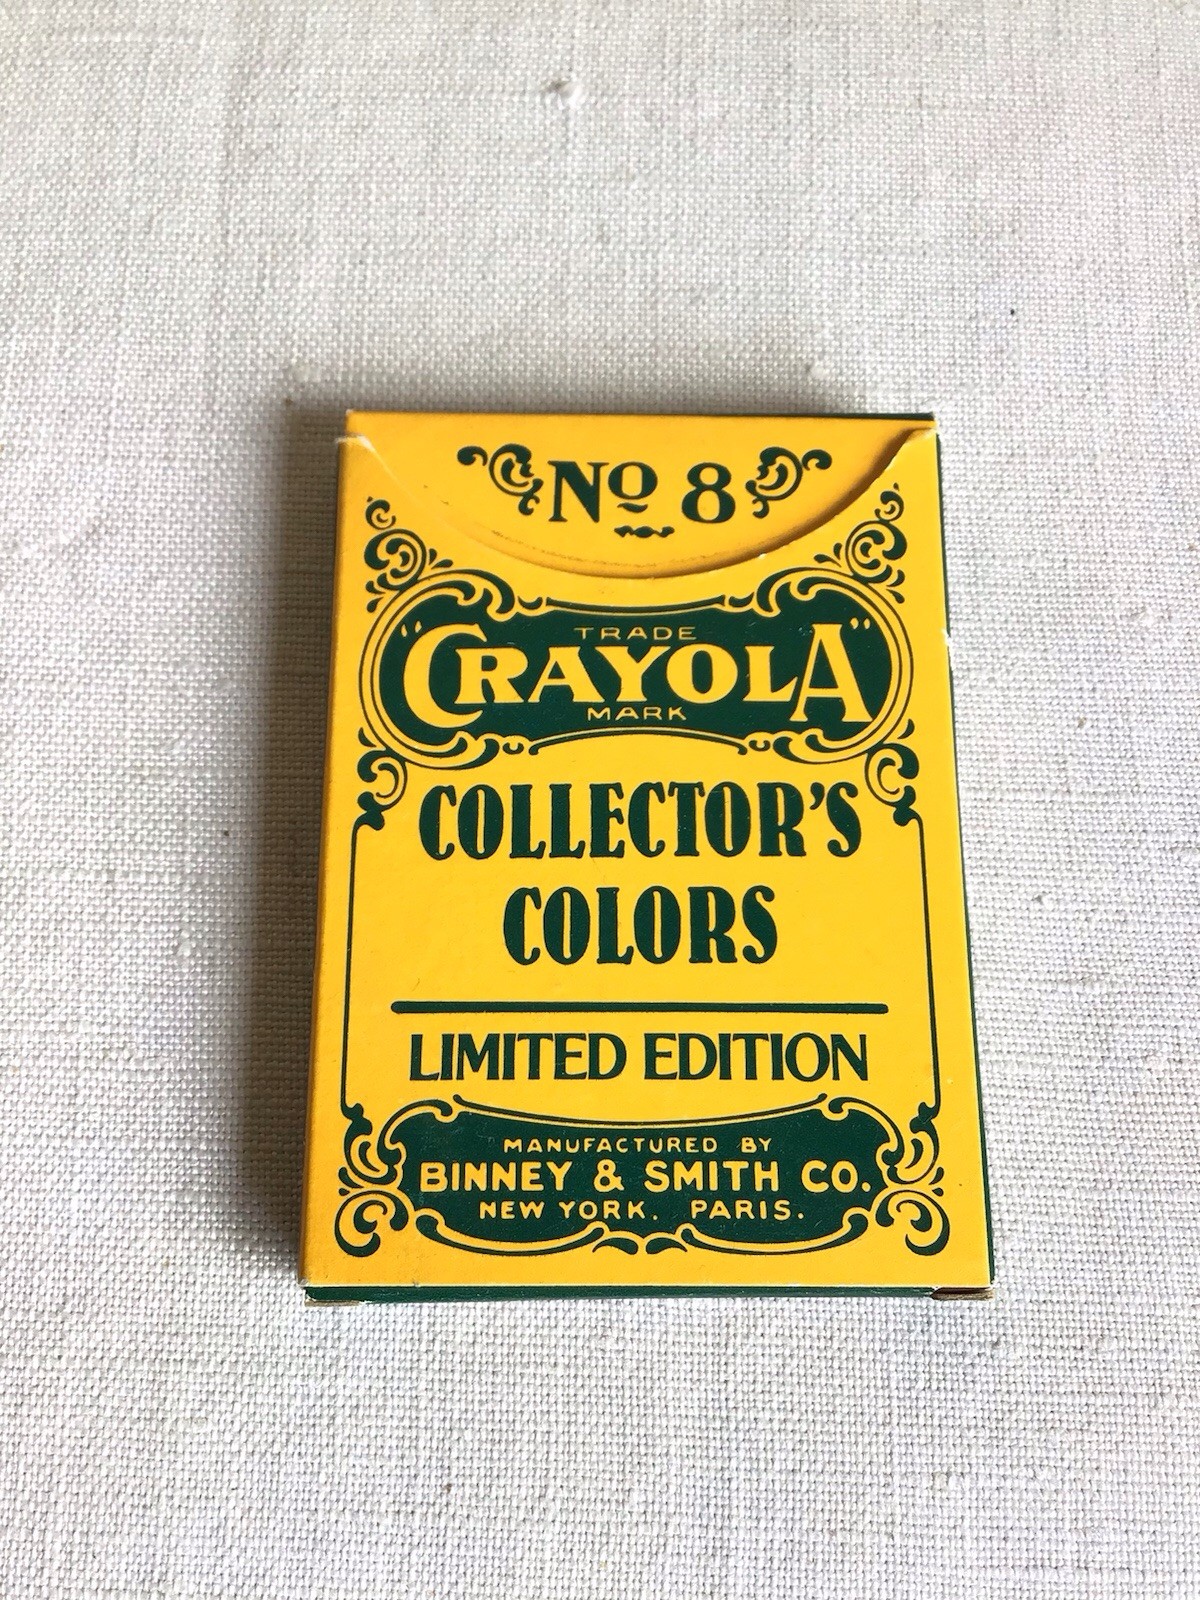 No 8
TRADE
"CRAYOLA"
MARK
COLLECTOR'S
COLORS
LIMITED EDITION
MANUFACTURED BY
BINNEY & SMITH CO.
NEW YORK. PARIS.